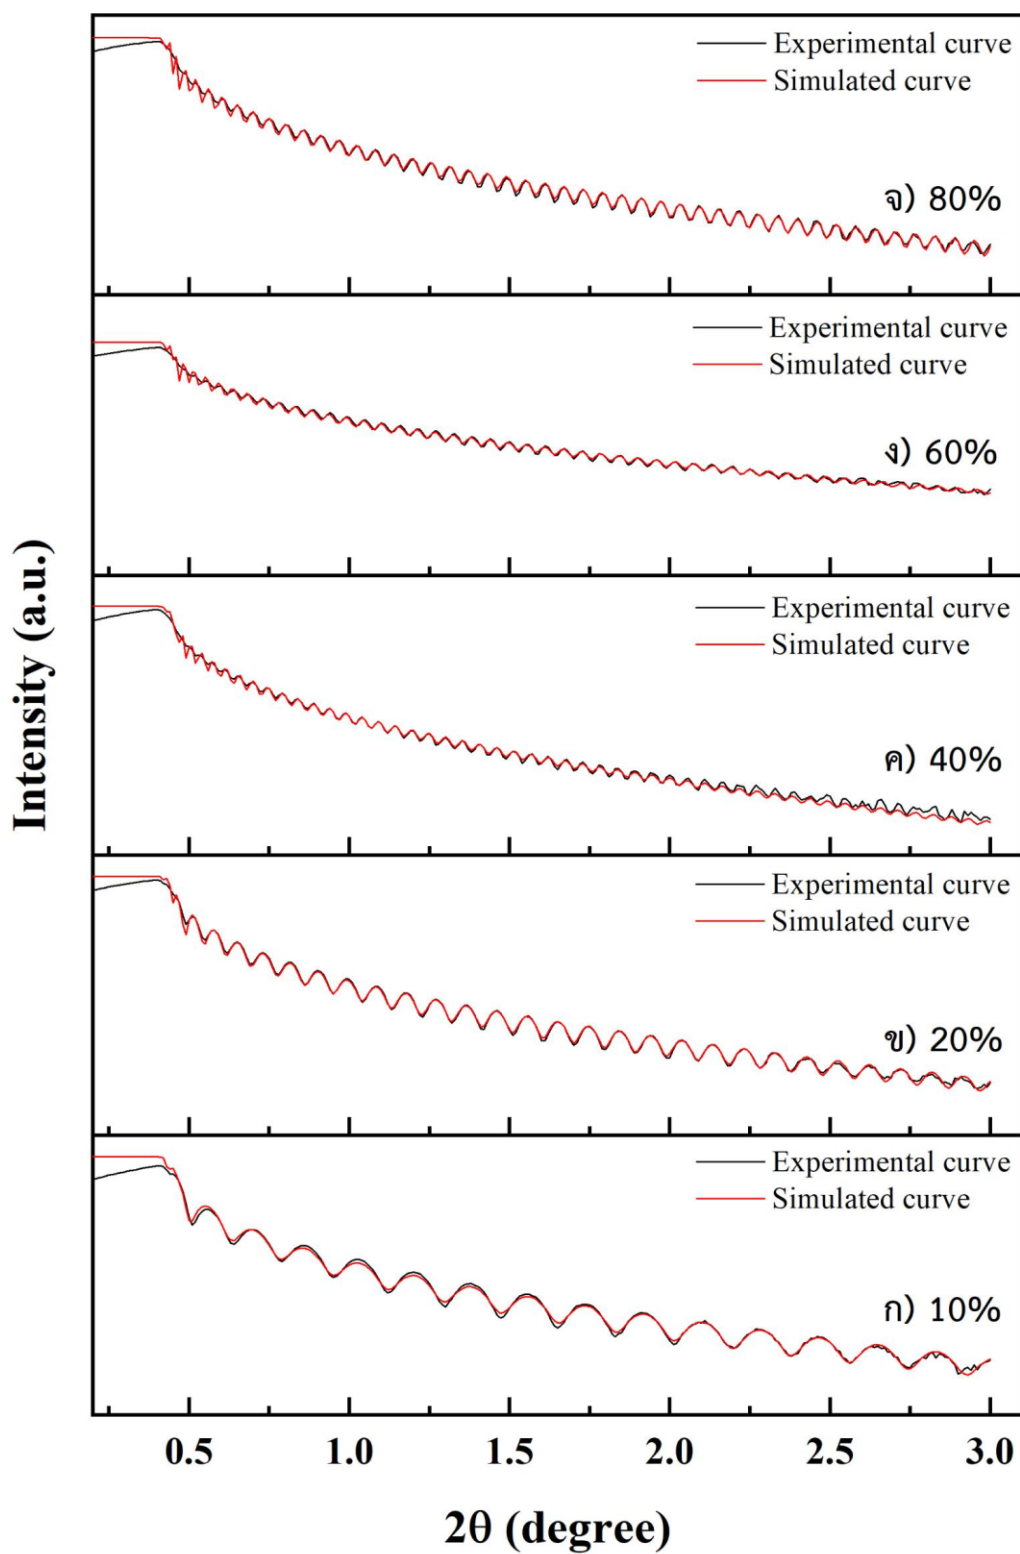 Experimental curve
Simulated curve
จ) 80%
Experimental curve
Simulated curve
ง) 60%
Experimental curve
Simulated curve
ค) 40%
Experimental curve
Simulated curve
ข) 20%
Experimental curve
Simulated curve
ก) 10%
Intensity (a.u.)
0.5 1.0 1.5 2.0 2.5 3.0
2θ (degree)